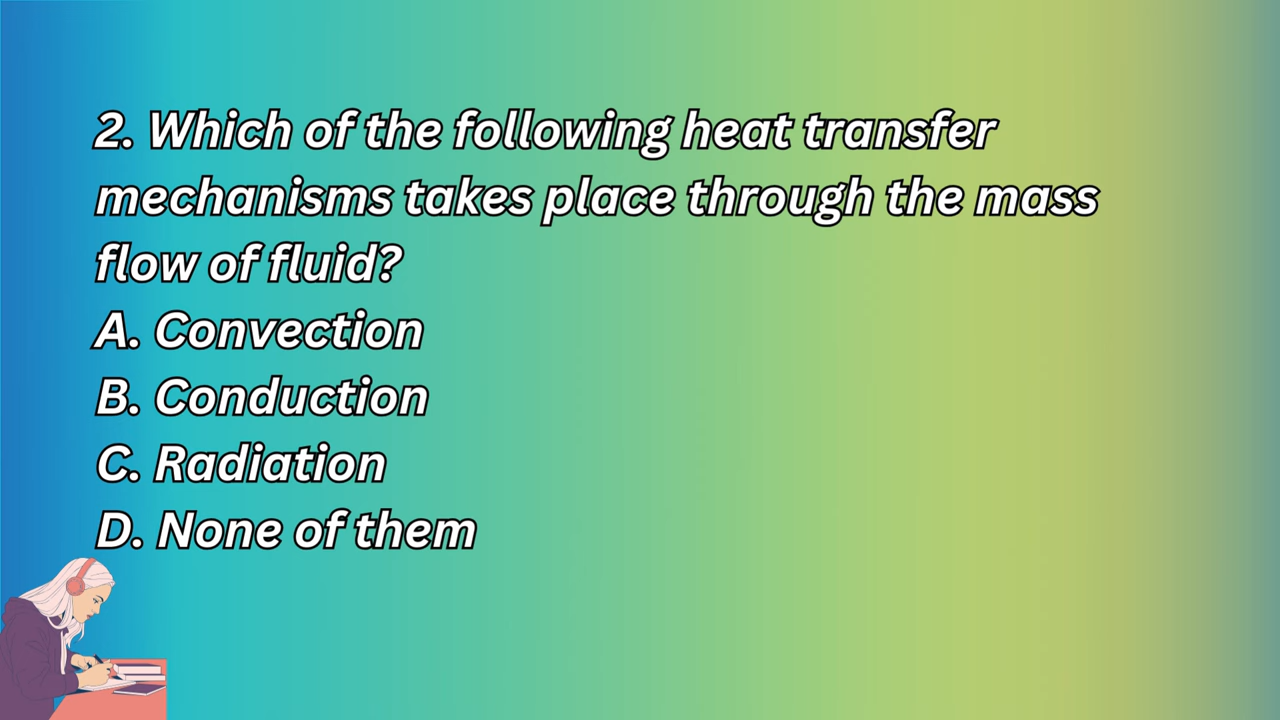 2. Which of the following heat transfer
mechanisms takes place through the mass
flow of fluid?
A. Convection
B. Conduction
C. Radiation
D. None of them